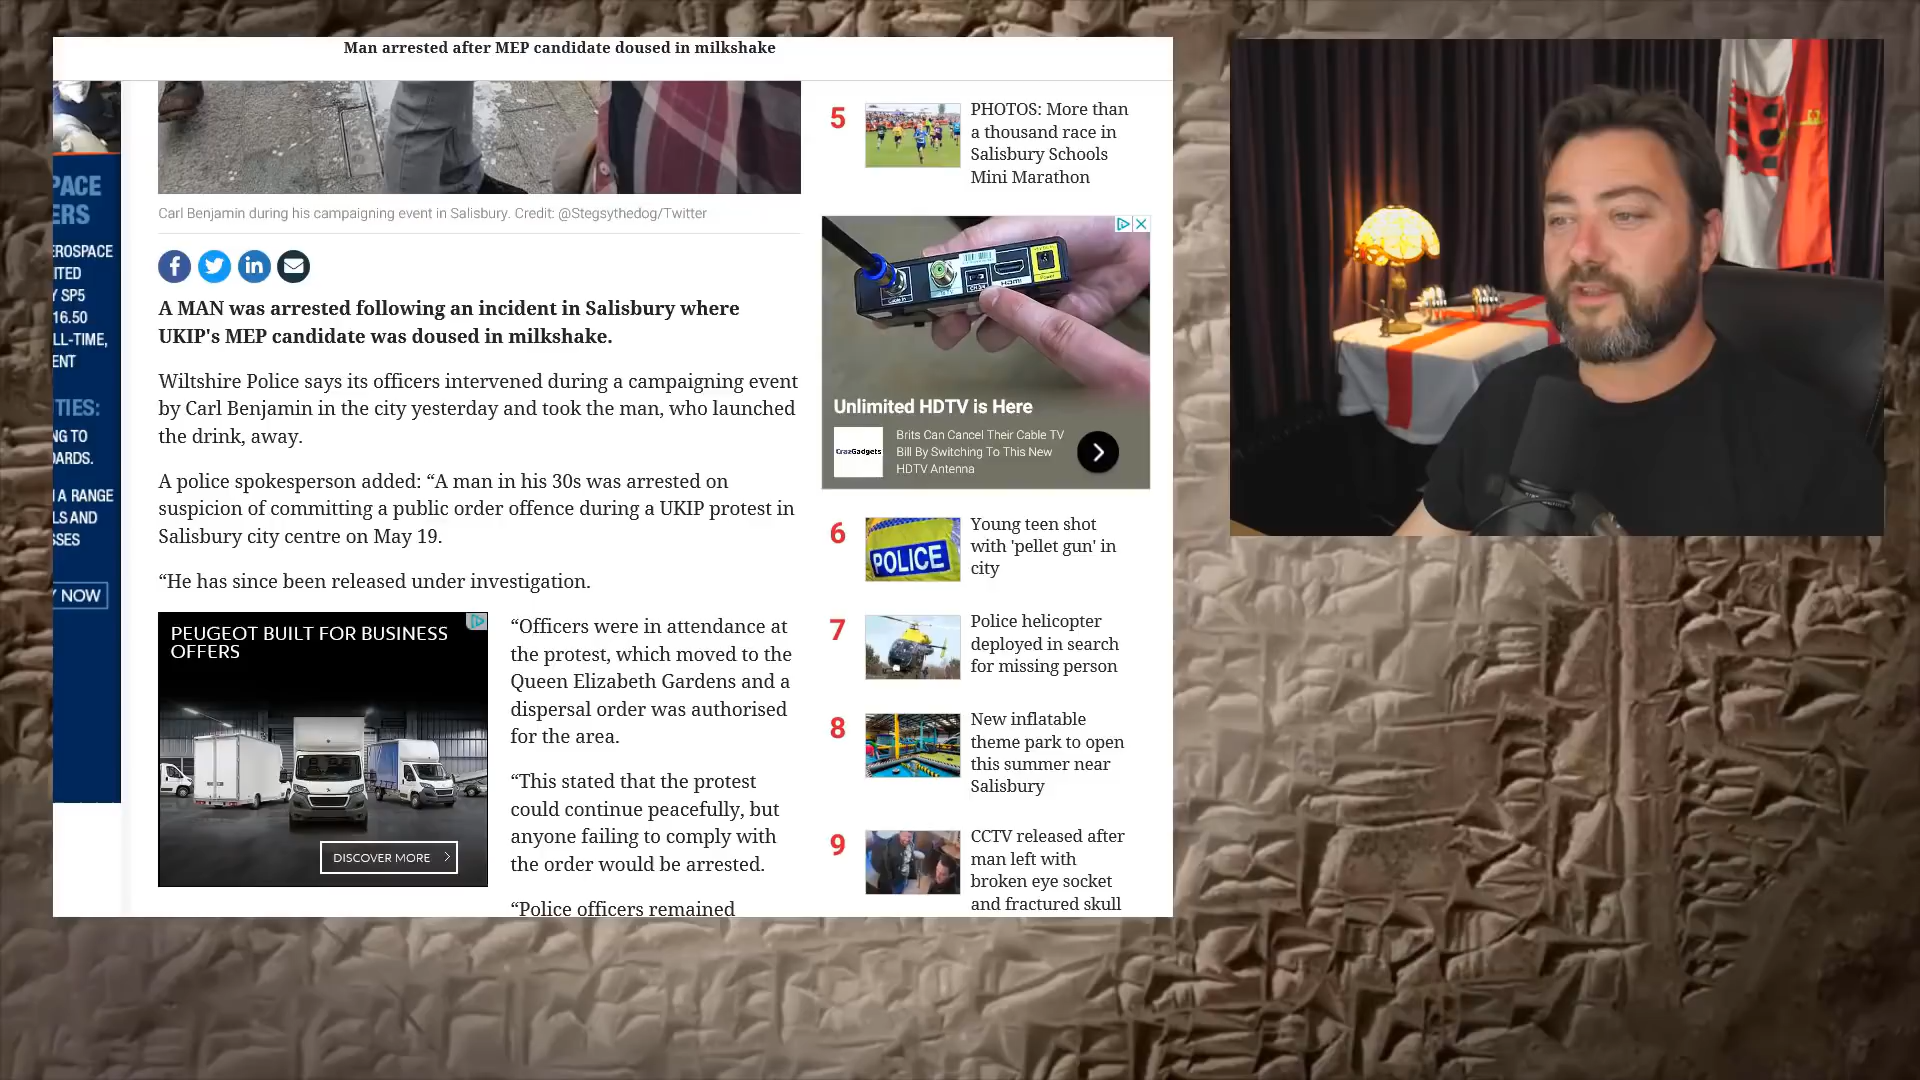 Man arrested after MEP candidate doused in milkshake
Carl Benjamin during his campaigning event in Salisbury. Credit: @Stegsythedog/Twitter
A MAN was arrested following an incident in Salisbury where
UKIP's MEP candidate was doused in milkshake.
Wiltshire Police says its officers intervened during a campaigning event
by Carl Benjamin in the city yesterday and took the man, who launched
the drink, away.
A police spokesperson added: “A man in his 30s was arrested on
suspicion of committing a public order offence during a UKIP protest in
Salisbury city centre on May 19.
“He has since been released under investigation.
PEUGEOT BUILT FOR BUSINESS
OFFERS
DISCOVER MORE
“Officers were in attendance at
the protest, which moved to the
Queen Elizabeth Gardens and a
dispersal order was authorised
for the area.
“This stated that the protest
could continue peacefully, but
anyone failing to comply with
the order would be arrested.
“Police officers remained
PACE
ERS
EROSPACE
ITED
Y SP5
16.50
LL-TIME,
ENT
TIES:
NG TO
DARDS.
N A RANGE
LS AND
SSES
Y NOW
5
PHOTOS: More than
a thousand race in
Salisbury Schools
Mini Marathon
Cable In
HDMI
Power
Unlimited HDTV is Here
CrazGadgets
Brits Can Cancel Their Cable TV
Bill By Switching To This New
HDTV Antenna
6
POLICE
Young teen shot
with 'pellet gun' in
city
7
Police helicopter
deployed in search
for missing person
8
New inflatable
theme park to open
this summer near
Salisbury
9
CCTV released after
man left with
broken eye socket
and fractured skull